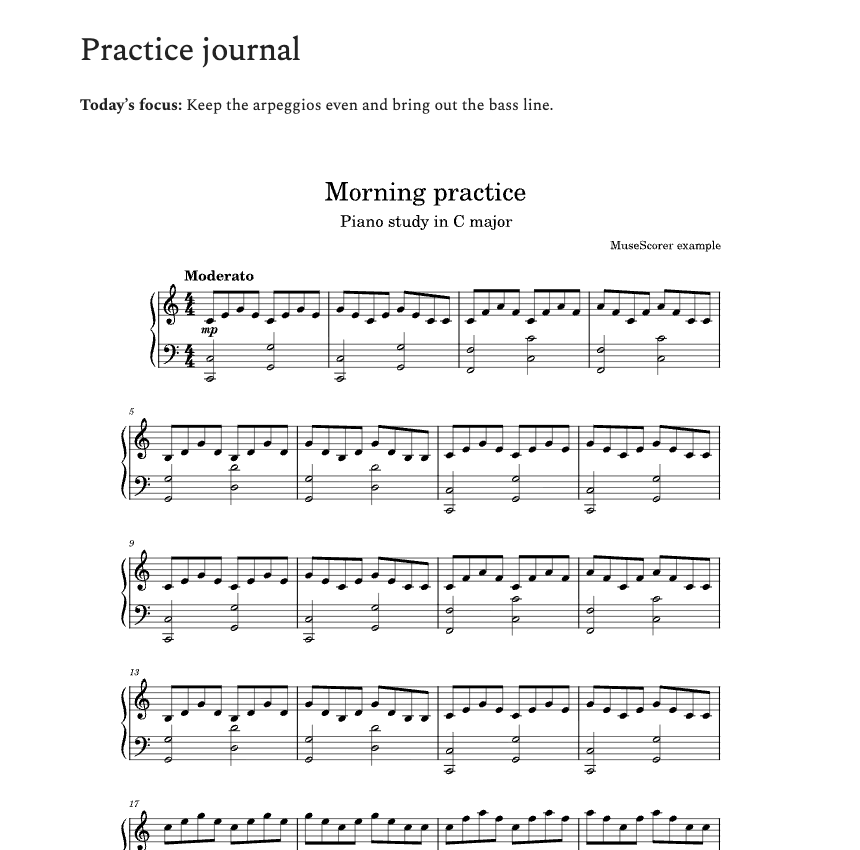 Practice journal
Today's focus: Keep the arpeggios even and bring out the bass line.
Morning practice
Piano study in C major
MuseScorer example
Moderato
mp
5
9
13
17